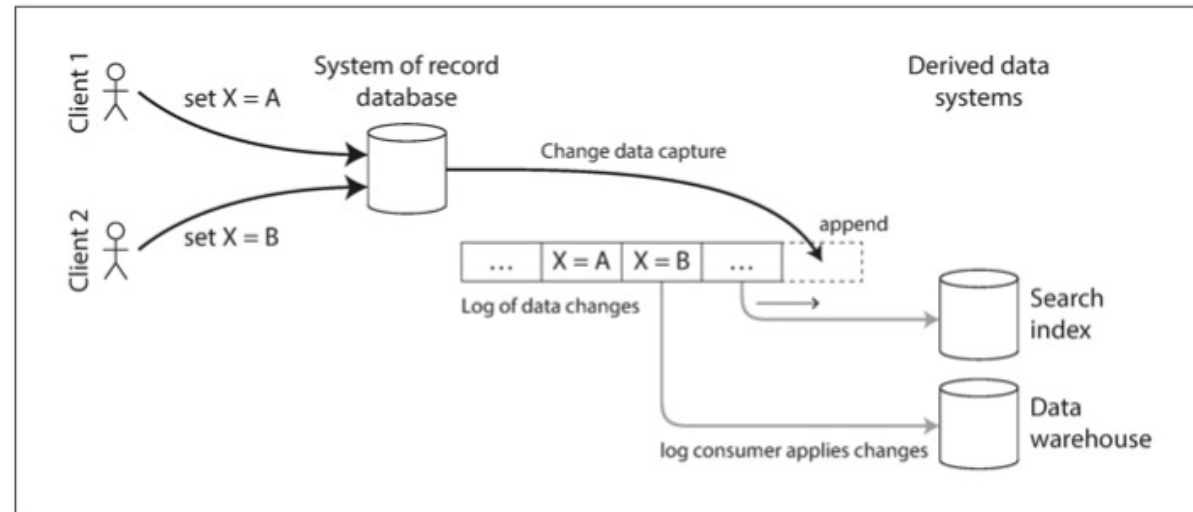 Client 1
set X = A
System of record
database
Derived data
systems
Change data capture
Client 2
set X = B
append
... X = A X = B ...
Log of data changes
Search
index
Data
warehouse
log consumer applies changes